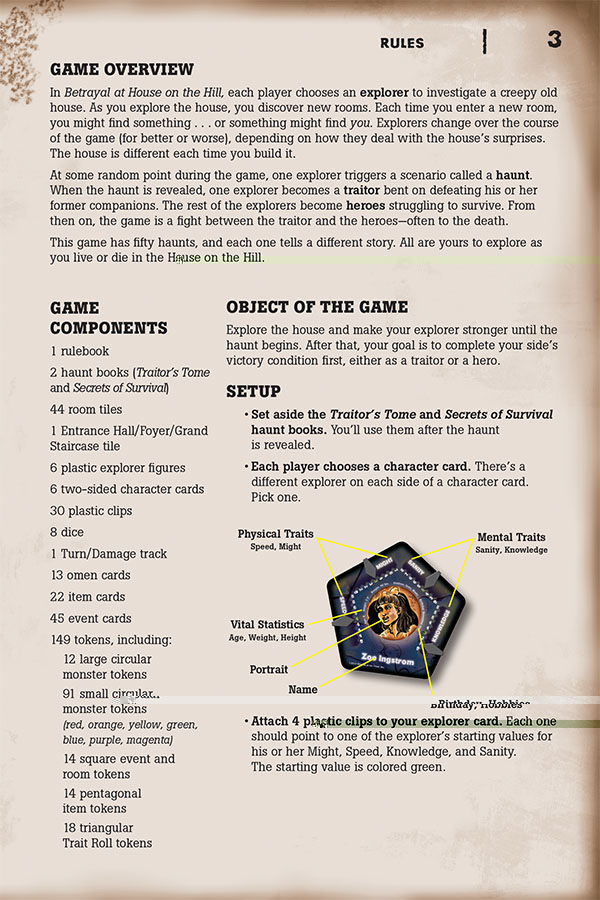 RULES 3
GAME OVERVIEW
In Betrayal at House on the Hill, each player chooses an explorer to investigate a creepy old
house. As you explore the house, you discover new rooms. Each time you enter a new room,
you might find something . . . or something might find you. Explorers change over the course
of the game (for better or worse), depending on how they deal with the house's surprises.
The house is different each time you build it.
At some random point during the game, one explorer triggers a scenario called a haunt.
When the haunt is revealed, one explorer becomes a traitor bent on defeating his or her
former companions. The rest of the explorers become heroes struggling to survive. From
then on, the game is a fight between the traitor and the heroes—often to the death.
This game has fifty haunts, and each one tells a different story. All are yours to explore as
you live or die in the House on the Hill.
GAME
COMPONENTS
1 rulebook
2 haunt books (Traitor's Tome
and Secrets of Survival)
44 room tiles
1 Entrance Hall/Foyer/Grand
Staircase tile
6 plastic explorer figures
6 two-sided character cards
30 plastic clips
8 dice
1 Turn/Damage track
13 omen cards
22 item cards
45 event cards
149 tokens, including:
12 large circular
monster tokens
91 small circular
monster tokens
(red, orange, yellow, green,
blue, purple, magenta)
14 square event and
room tokens
14 pentagonal
item tokens
18 triangular
Trait Roll tokens
OBJECT OF THE GAME
Explore the house and make your explorer stronger until the
haunt begins. After that, your goal is to complete your side's
victory condition first, either as a traitor or a hero.
SETUP
• Set aside the Traitor's Tome and Secrets of Survival
haunt books. You'll use them after the haunt
is revealed.
• Each player chooses a character card. There's a
different explorer on each side of a character card.
Pick one.
Physical Traits
Speed, Might
Mental Traits
Sanity, Knowledge
MIGHT
SANITY
SPEED
KNOWLEDGE
Zoe Ingstrom
Vital Statistics
Age, Weight, Height
Portrait
Name
Birthday, Hobbies
• Attach 4 plastic clips to your explorer card. Each one
should point to one of the explorer's starting values for
his or her Might, Speed, Knowledge, and Sanity.
The starting value is colored green.